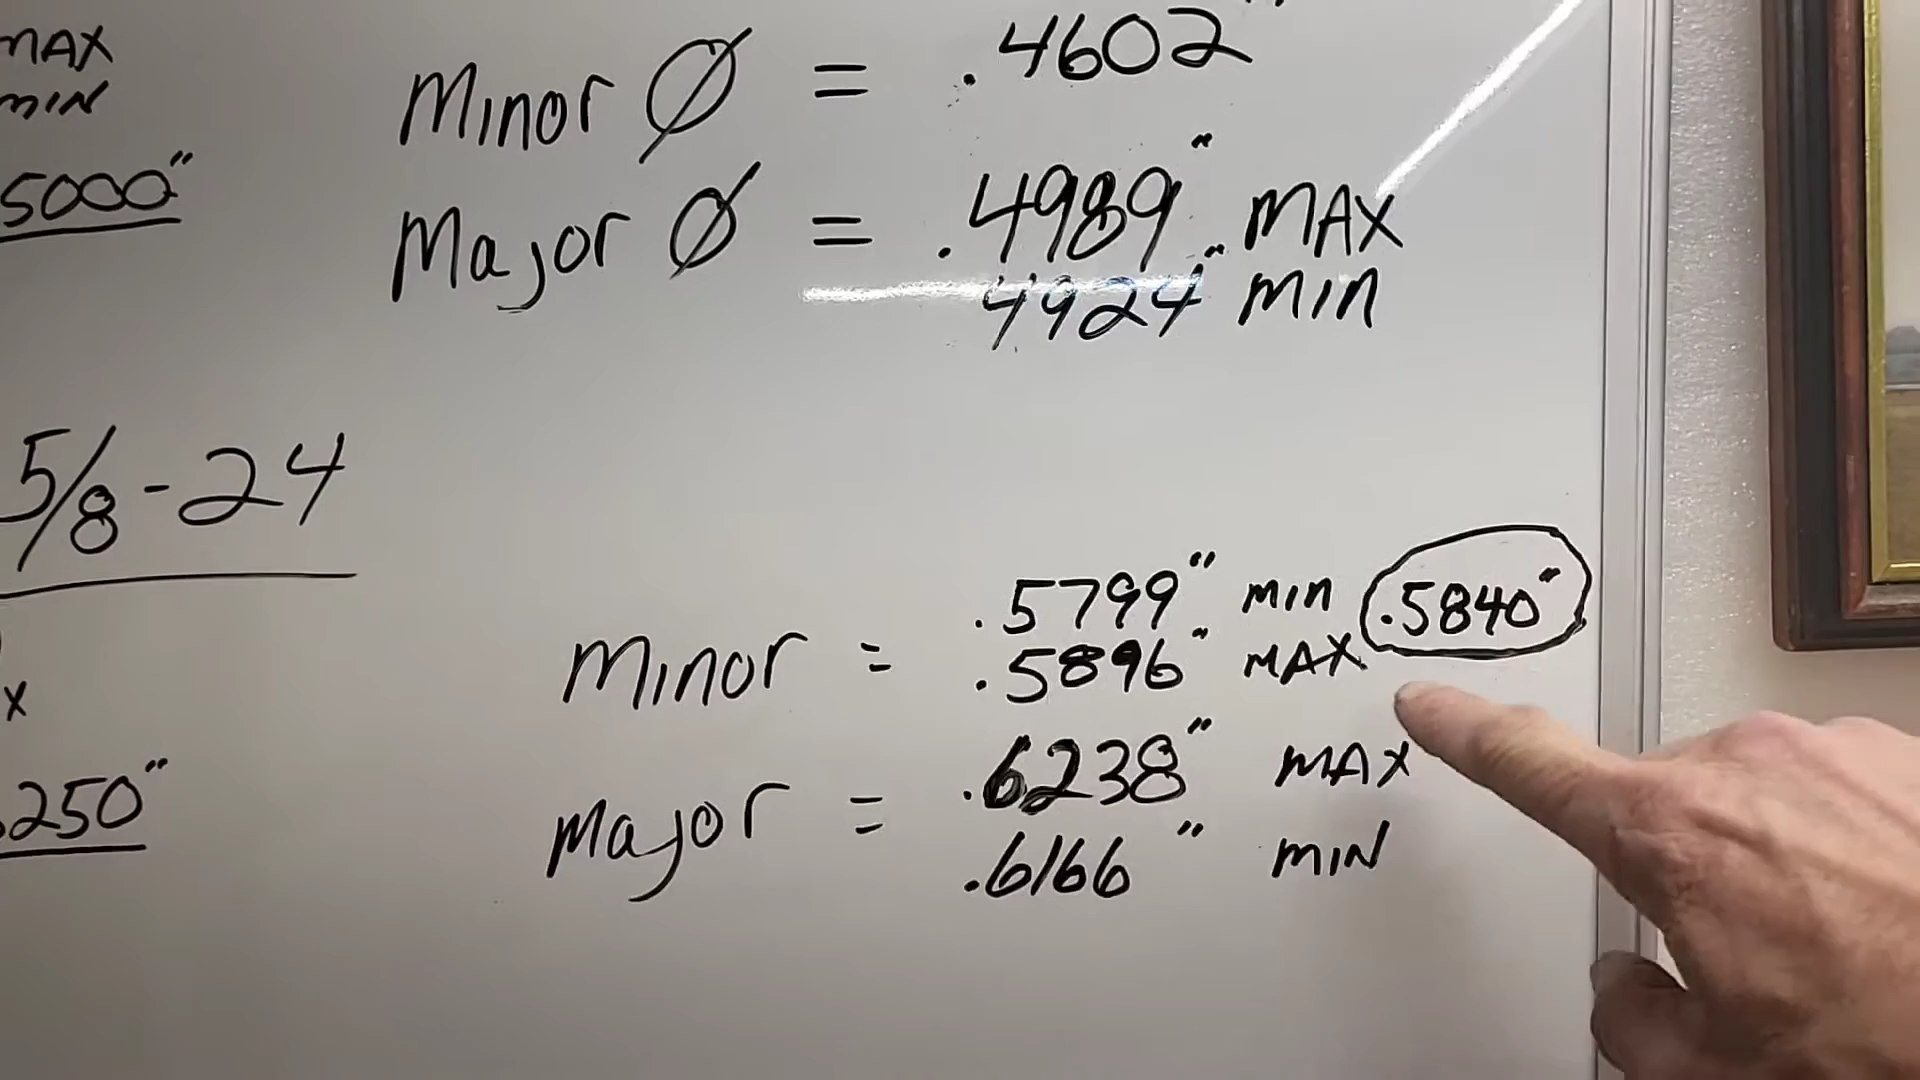 MAX
MIN
5000"
Minor Ø = .4602"
Major Ø = .4989" MAX
.4924" MIN
5/8-24
X
.6250"
Minor = .5799" MIN .5840"
.5896" MAX
Major = .6238" MAX
.6166" MIN